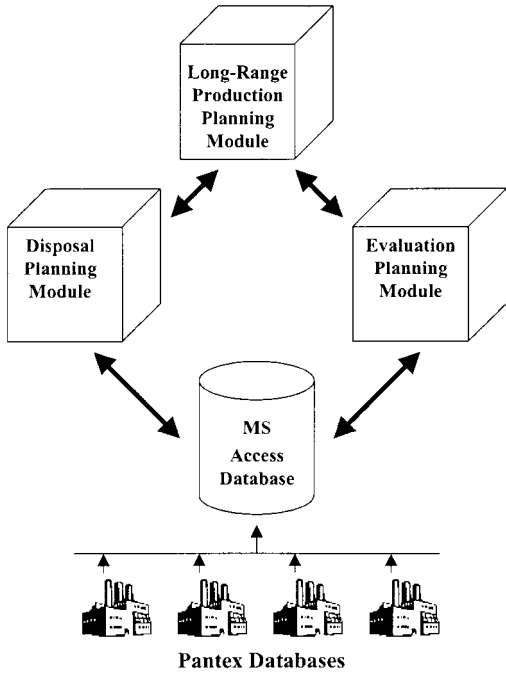 Long-Range
Production
Planning
Module
Disposal
Planning
Module
Evaluation
Planning
Module
MS
Access
Database
Pantex Databases